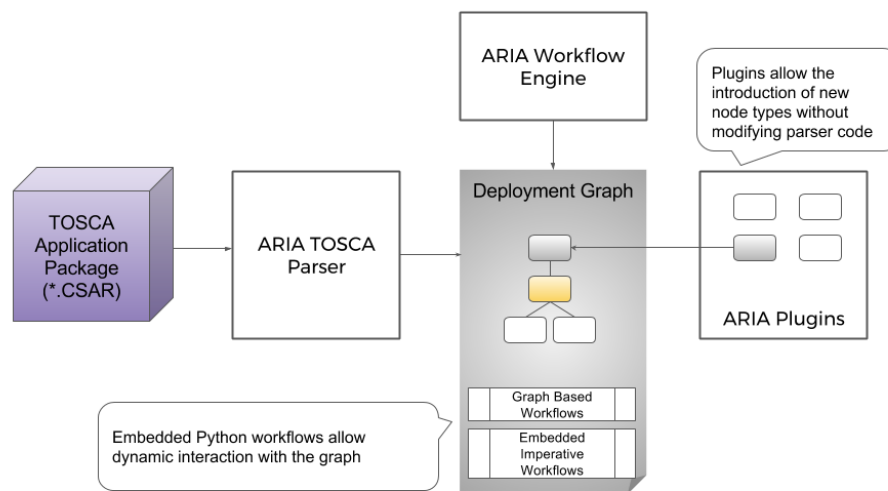 ARIA Workflow
Engine
Plugins allow the
introduction of new
node types without
modifying parser code
Deployment Graph
TOSCA
Application
Package
(*.CSAR)
ARIA TOSCA
Parser
ARIA Plugins
Graph Based
Workflows
Embedded Python workflows allow
dynamic interaction with the graph
Embedded
Imperative
Workflows